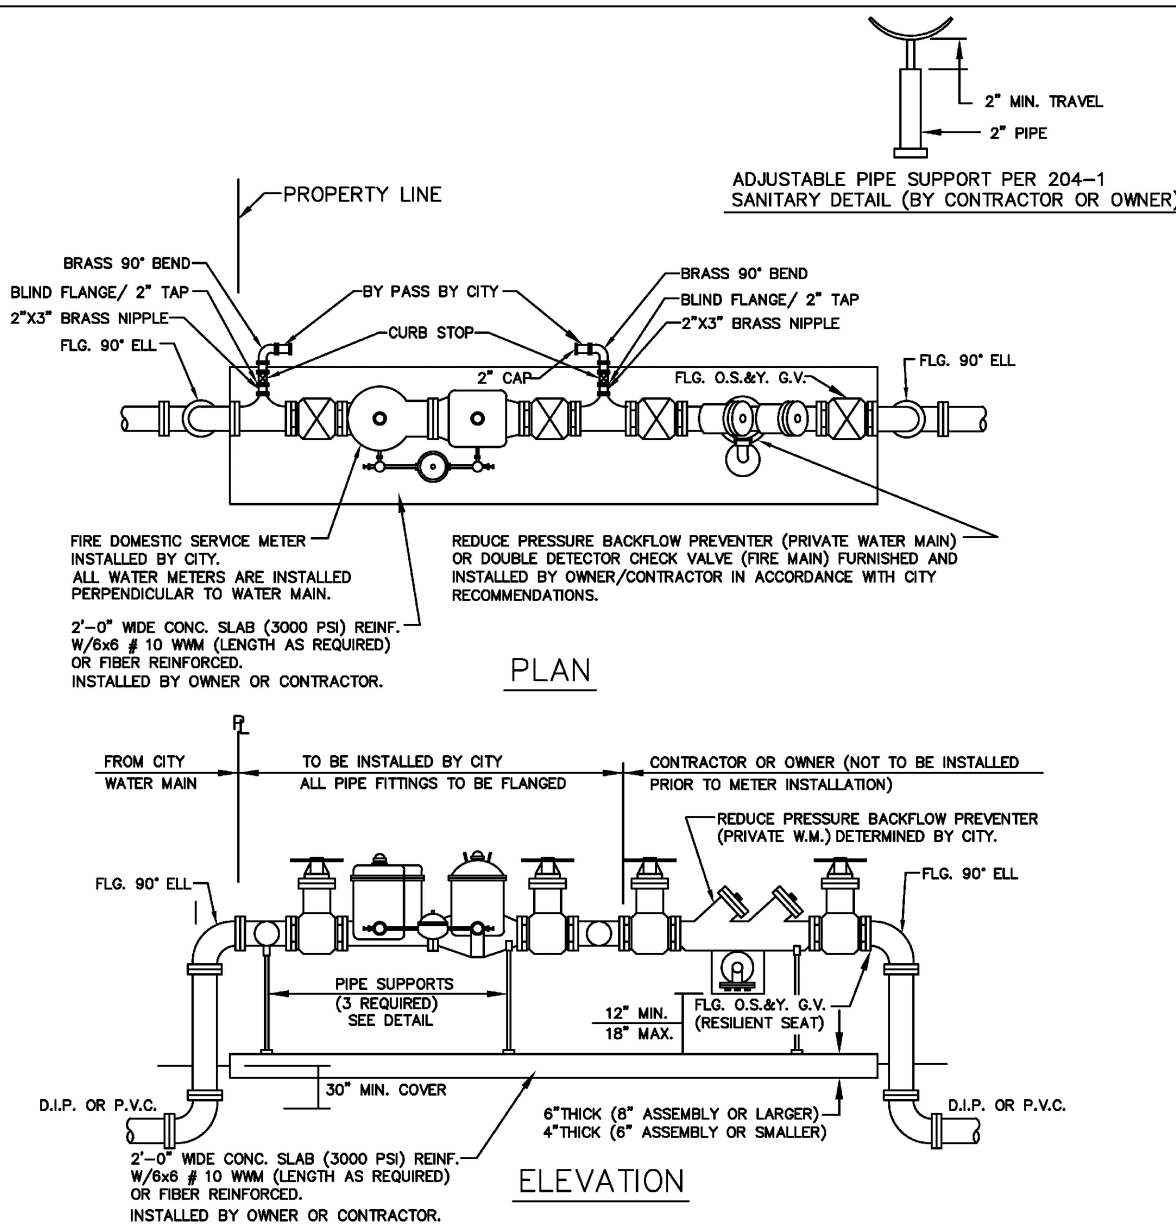 2" MIN. TRAVEL
2" PIPE
ADJUSTABLE PIPE SUPPORT PER 204-1
SANITARY DETAIL (BY CONTRACTOR OR OWNER)
PROPERTY LINE
BRASS 90° BEND
BLIND FLANGE/ 2" TAP
2"X3" BRASS NIPPLE
FLG. 90° ELL
BY PASS BY CITY
CURB STOP
2" CAP
BRASS 90° BEND
BLIND FLANGE/ 2" TAP
2"X3" BRASS NIPPLE
FLG. O.S.&Y. G.V.
FLG. 90° ELL
FIRE DOMESTIC SERVICE METER
INSTALLED BY CITY.
ALL WATER METERS ARE INSTALLED
PERPENDICULAR TO WATER MAIN.
REDUCE PRESSURE BACKFLOW PREVENTER (PRIVATE WATER MAIN)
OR DOUBLE DETECTOR CHECK VALVE (FIRE MAIN) FURNISHED AND
INSTALLED BY OWNER/CONTRACTOR IN ACCORDANCE WITH CITY
RECOMMENDATIONS.
2'-0" WIDE CONC. SLAB (3000 PSI) REINF.
W/6x6 # 10 WWM (LENGTH AS REQUIRED)
OR FIBER REINFORCED.
INSTALLED BY OWNER OR CONTRACTOR.
PLAN
PL
FROM CITY
WATER MAIN
TO BE INSTALLED BY CITY
ALL PIPE FITTINGS TO BE FLANGED
CONTRACTOR OR OWNER (NOT TO BE INSTALLED
PRIOR TO METER INSTALLATION)
REDUCE PRESSURE BACKFLOW PREVENTER
(PRIVATE W.M.) DETERMINED BY CITY.
FLG. 90° ELL
FLG. 90° ELL
PIPE SUPPORTS
(3 REQUIRED)
SEE DETAIL
12" MIN.
18" MAX.
FLG. O.S.&Y. G.V.
(RESILIENT SEAT)
30" MIN. COVER
D.I.P. OR P.V.C.
D.I.P. OR P.V.C.
6"THICK (8" ASSEMBLY OR LARGER)
4"THICK (6" ASSEMBLY OR SMALLER)
2'-0" WIDE CONC. SLAB (3000 PSI) REINF.
W/6x6 # 10 WWM (LENGTH AS REQUIRED)
OR FIBER REINFORCED.
INSTALLED BY OWNER OR CONTRACTOR.
ELEVATION